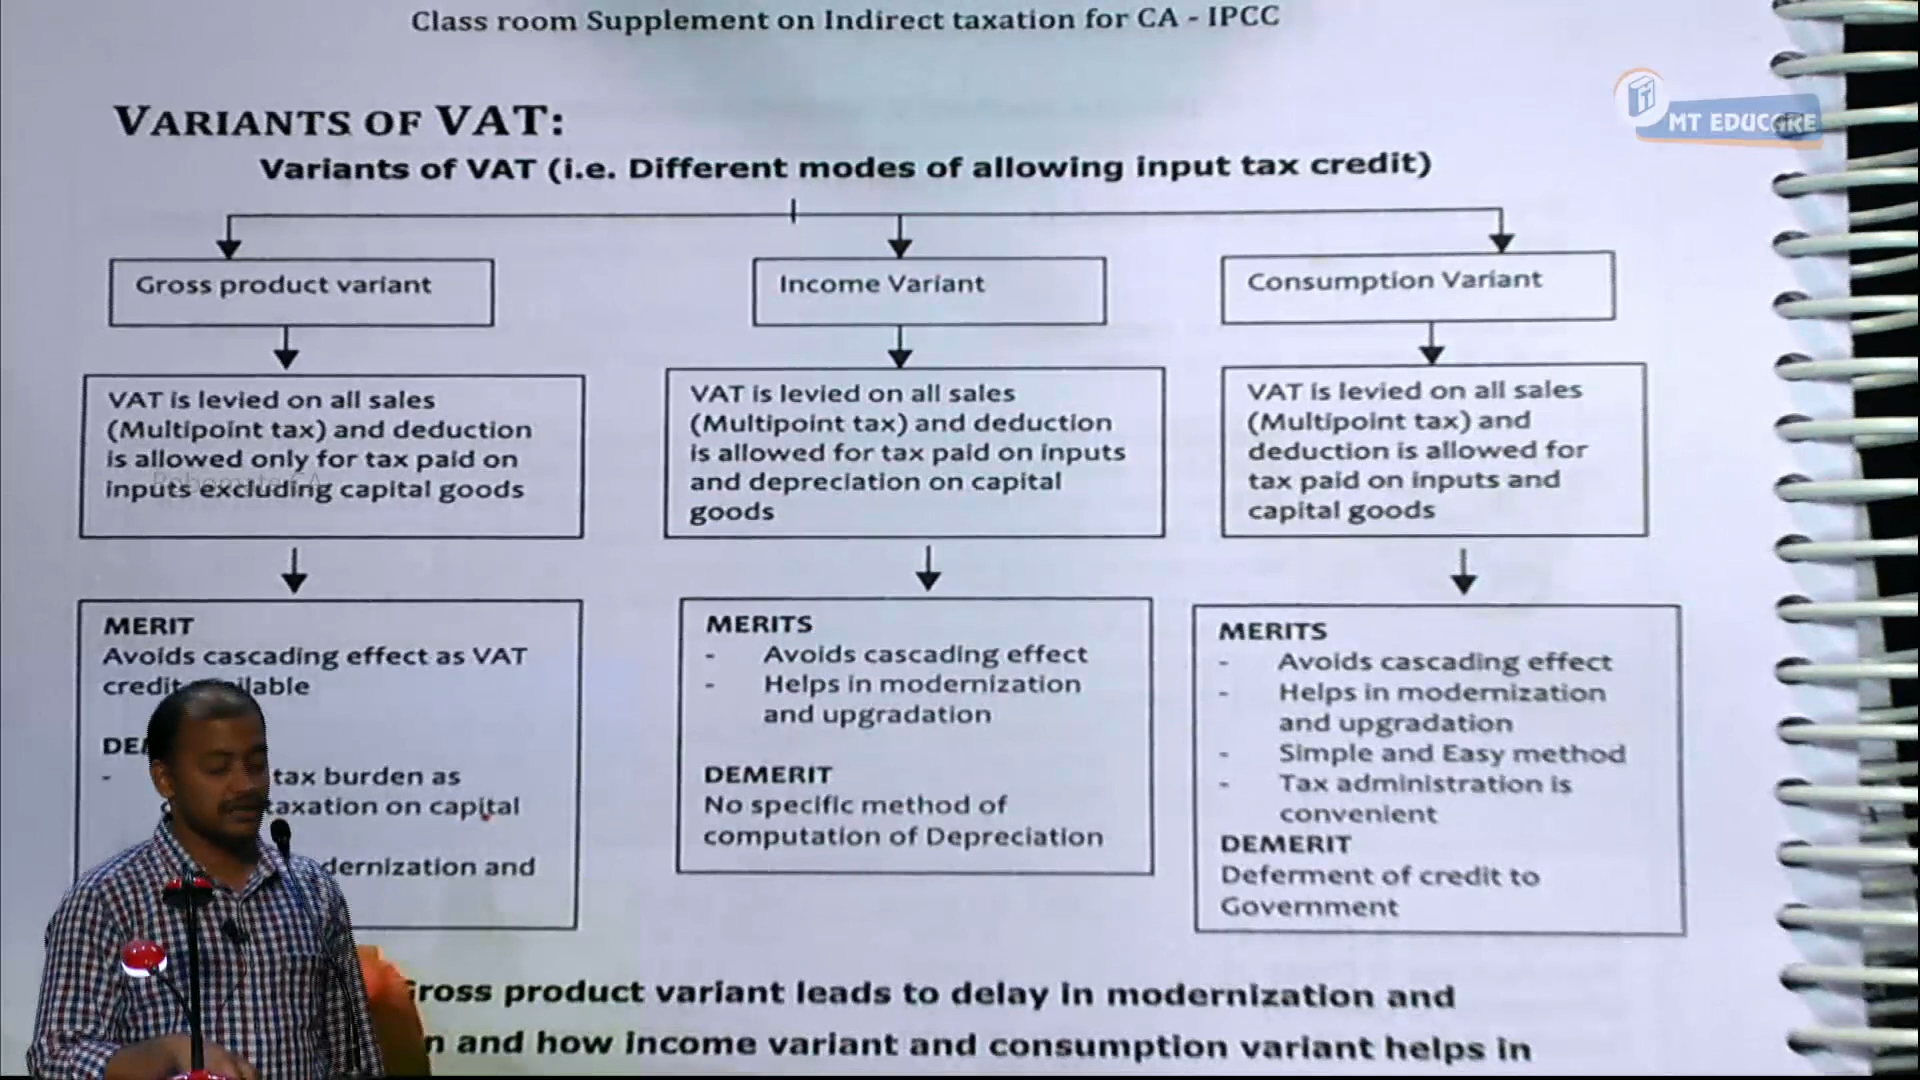 Class room Supplement on Indirect taxation for CA - IPCC
MT EDUCARE
VARIANTS OF VAT:
Variants of VAT (i.e. Different modes of allowing input tax credit)
Gross product variant
VAT is levied on all sales
(Multipoint tax) and deduction
is allowed only for tax paid on
inputs excluding capital goods
MERIT
Avoids cascading effect as VAT
credit available
tax burden as
taxation on capital
and
Income Variant
VAT is levied on all sales
(Multipoint tax) and deduction
is allowed for tax paid on inputs
and depreciation on capital
goods
MERITS
- Avoids cascading effect
- Helps in modernization
and upgradation
DEMERIT
No specific method of
computation of Depreciation
Consumption Variant
VAT is levied on all sales
(Multipoint tax) and
deduction is allowed for
tax paid on inputs and
capital goods
MERITS
- Avoids cascading effect
- Helps in modernization
and upgradation
- Simple and Easy method
- Tax administration is
convenient
DEMERIT
Deferment of credit to
Government
Gross product variant leads to delay in modernization and
and how income variant and consumption variant helps in